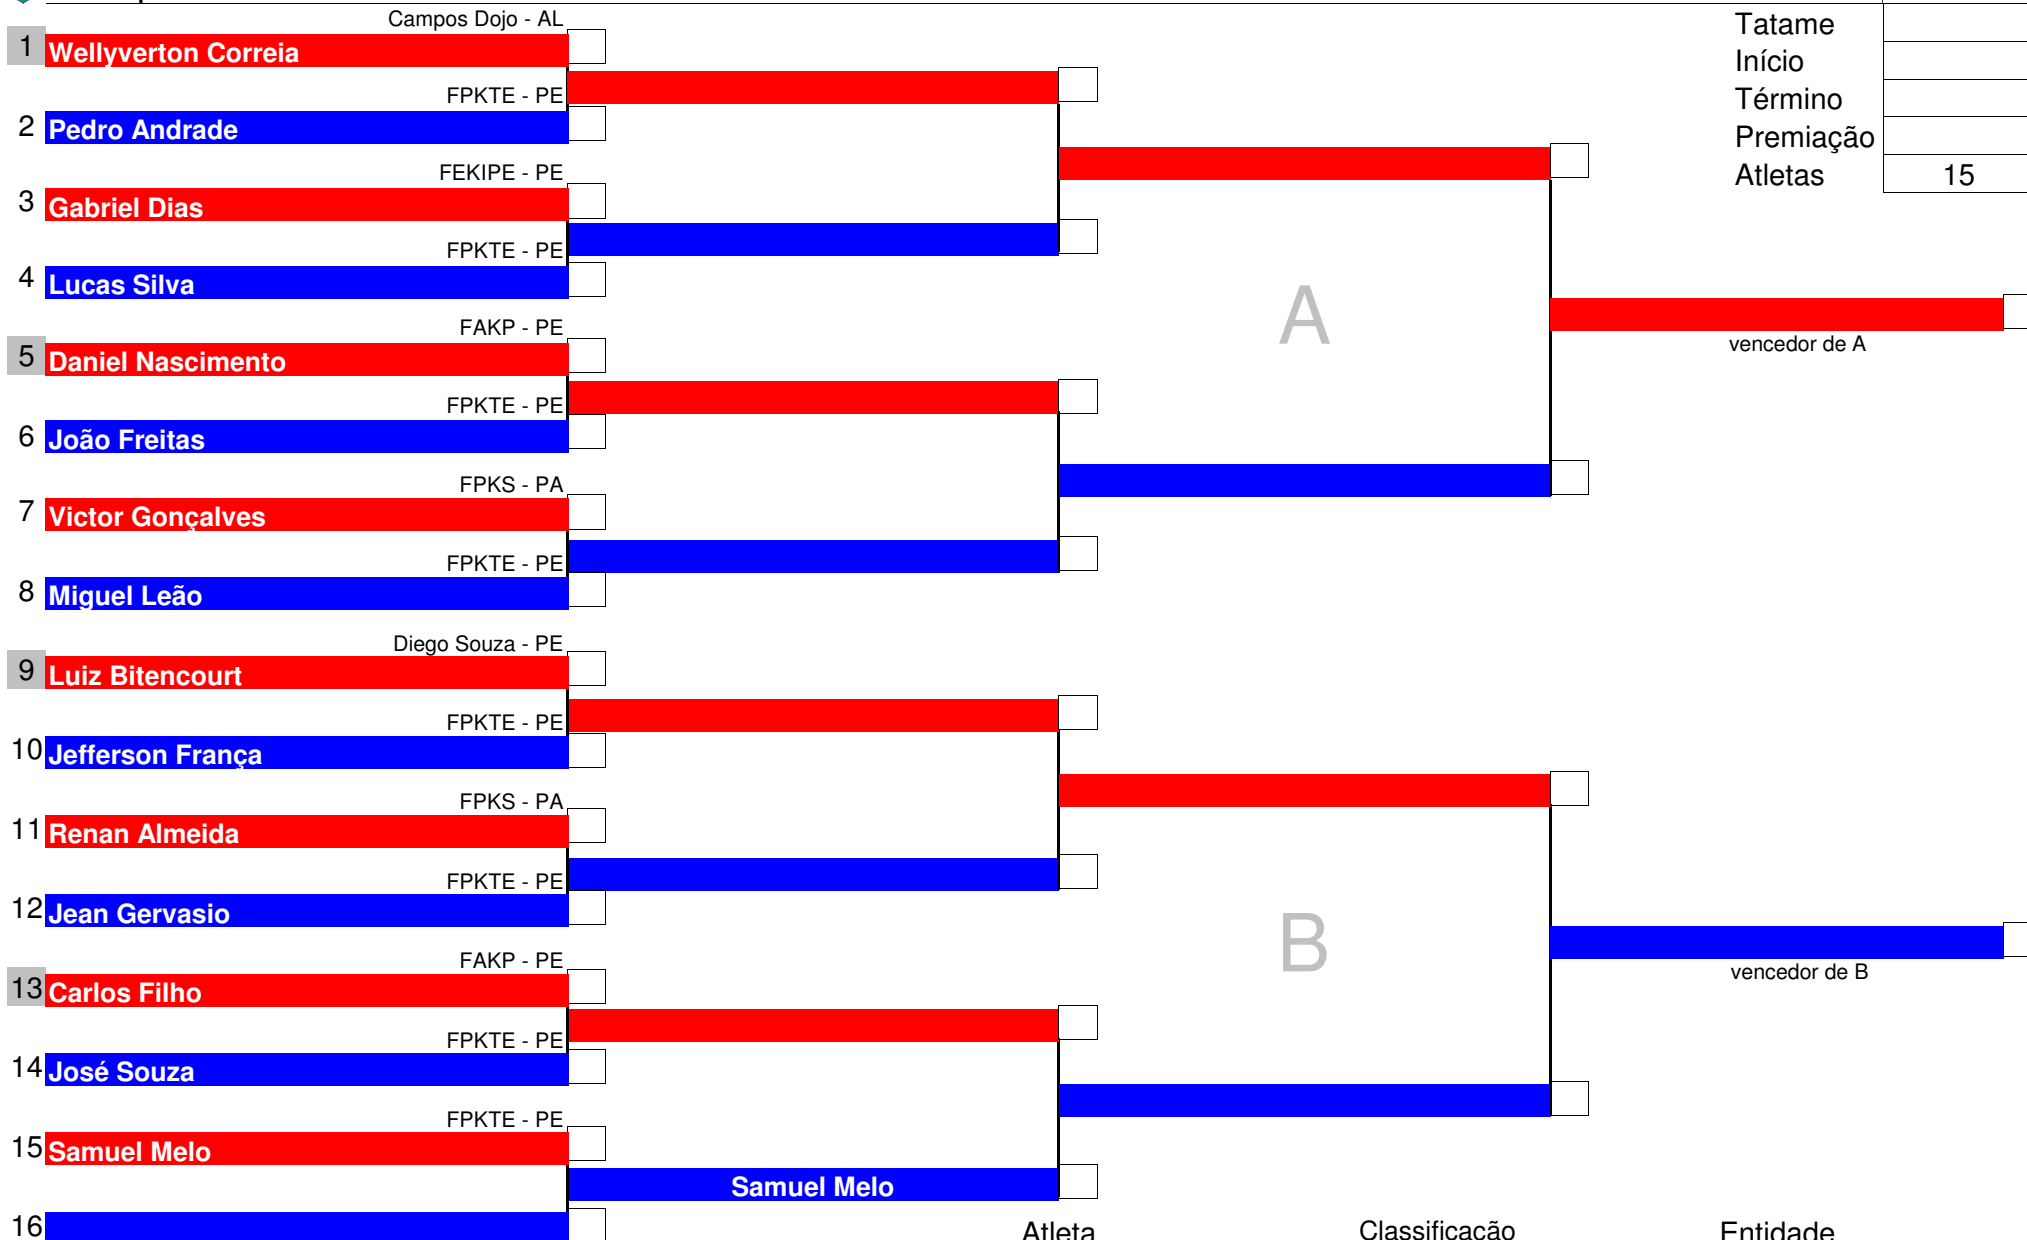 Campos Dojo - AL
1 Wellyverton Correia
FPKTE - PE
2 Pedro Andrade
FEKIPE - PE
3 Gabriel Dias
FPKTE - PE
4 Lucas Silva
FAKP - PE
5 Daniel Nascimento
FPKTE - PE
6 João Freitas
FPKS - PA
7 Victor Gonçalves
FPKTE - PE
8 Miguel Leão
Diego Souza - PE
9 Luiz Bitencourt
FPKTE - PE
10 Jefferson França
FPKS - PA
11 Renan Almeida
FPKTE - PE
12 Jean Gervasio
FAKP - PE
13 Carlos Filho
FPKTE - PE
14 José Souza
FPKTE - PE
15 Samuel Melo
16
Samuel Melo
A
B
vencedor de A
vencedor de B
Tatame
Início
Término
Premiação
Atletas 15
Atleta Classificação Entidade